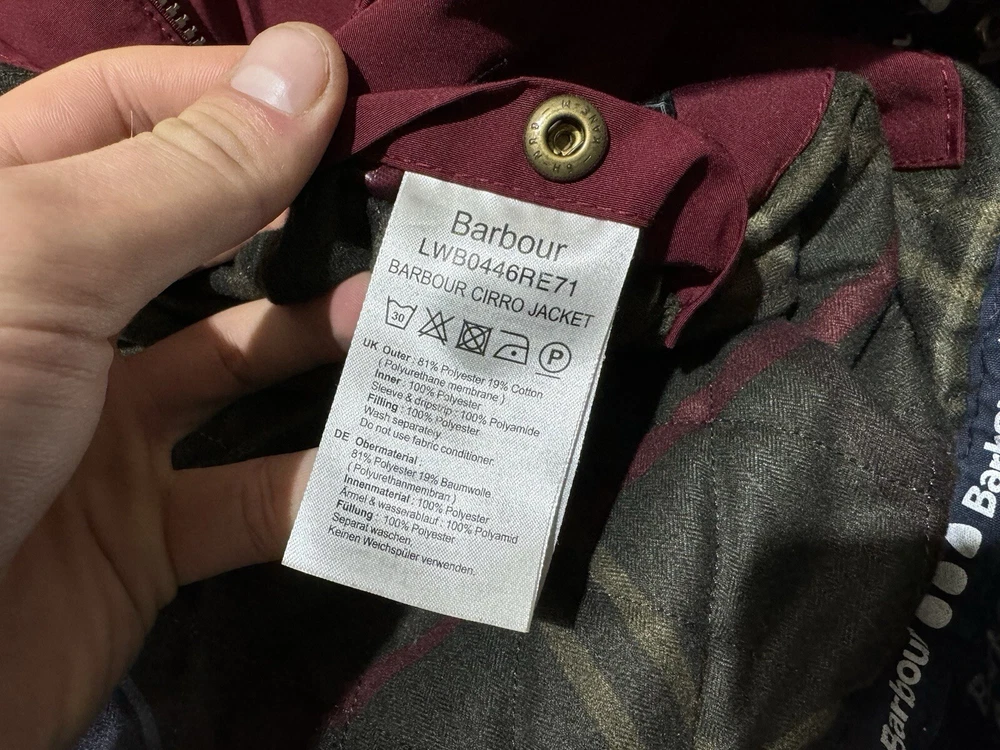 Barbour
LWB0446RE71
BARBOUR CIRRO JACKET
30
P
UK Outer : 81% Polyester 19% Cotton
( Polyurethane membrane )
Inner : 100% Polyester
Sleeve & dripstrip : 100% Polyamide
Filling : 100% Polyester
Wash separately.
Do not use fabric conditioner.
DE Obermaterial :
81% Polyester 19% Baumwolle
( Polyurethanmembran )
Innenmaterial : 100% Polyester
Ärmel & wasserablauf : 100% Polyamid
Füllung : 100% Polyester
Separat waschen.
Keinen Weichspüler verwenden.
Barbour